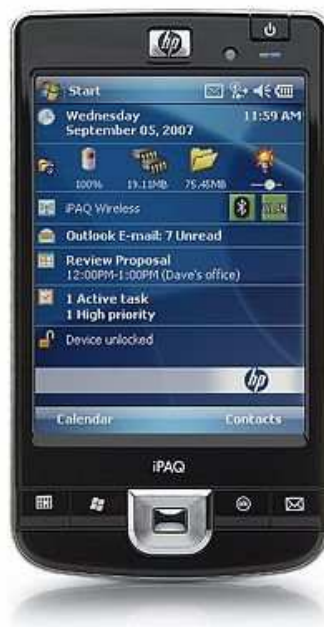 hp
Start
Wednesday 11:59 AM
September 05, 2007
100% 19.11MB 75.45MB
iPAQ Wireless
Outlook E-mail: 7 Unread
Review Proposal
12:00PM-1:00PM (Dave's office)
1 Active task
1 High priority
Device unlocked
hp
Calendar Contacts
iPAQ
ok